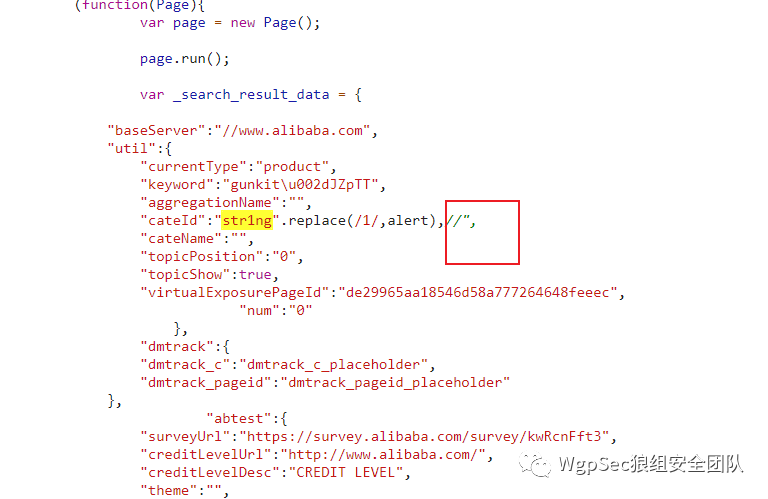 (function(Page){
var page = new Page();
page.run();
var _search_result_data = {
"baseServer":"//www.alibaba.com",
"util":{
"currentType":"product",
"keyword":"gunkit\u002dJZpTT",
"aggregationName":"",
"cateId":"str1ng".replace(/1/,alert),//",
"cateName":"",
"topicPosition":"0",
"topicShow":true,
"virtualExposurePageId":"de29965aa18546d58a777264648feeec",
"num":"0"
},
"dmtrack":{
"dmtrack_c":"dmtrack_c_placeholder",
"dmtrack_pageid":"dmtrack_pageid_placeholder"
},
"abtest":{
"surveyUrl":"https://survey.alibaba.com/survey/kwRcnFft3",
"creditLevelUrl":"http://www.alibaba.com/",
"creditLevelDesc":"CREDIT LEVEL",
"theme":"",
WgpSec狼组安全团队